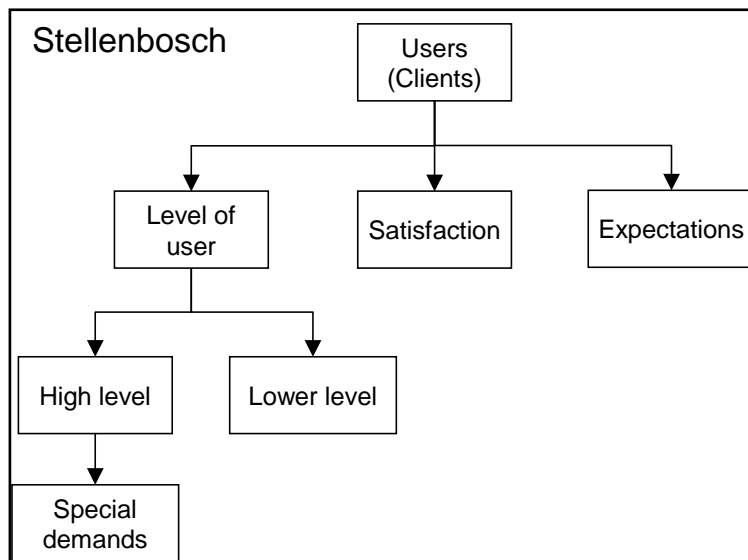 Stellenbosch
Users
(Clients)
Level of
user
Satisfaction
Expectations
High level
Lower level
Special
demands